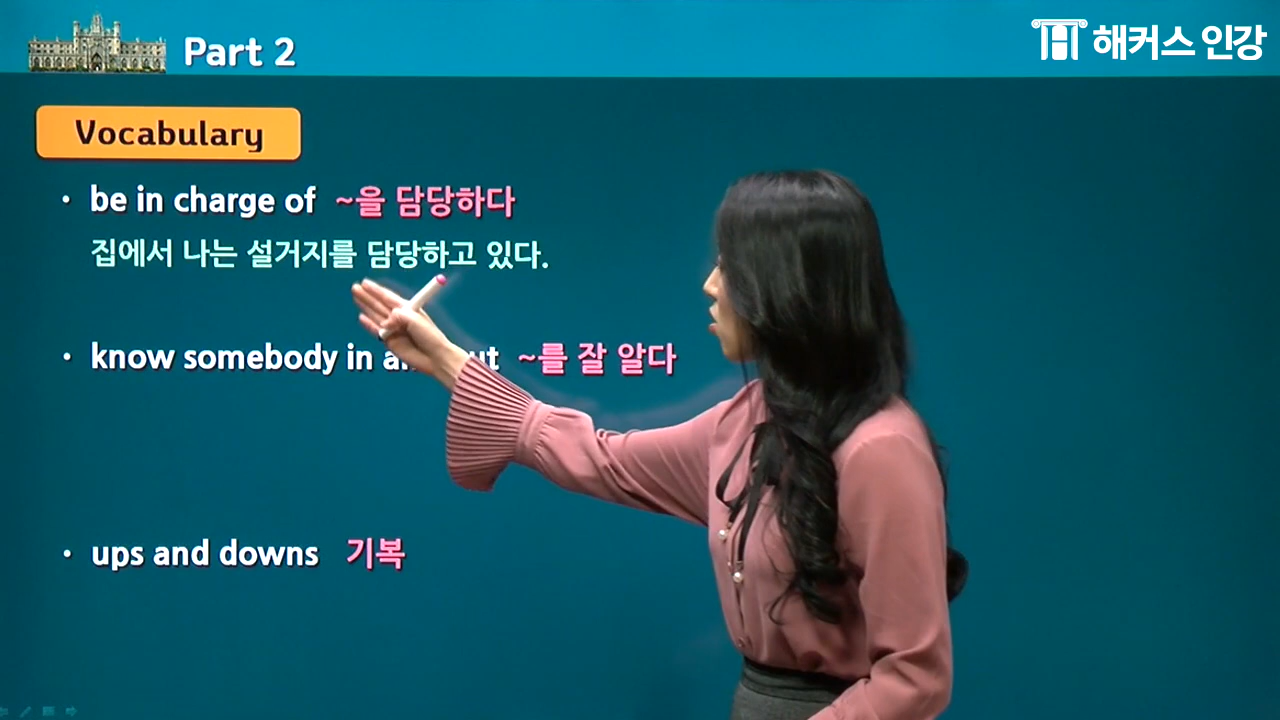 Part 2
해커스 인강
Vocabulary
• be in charge of ~을 담당하다
집에서 나는 설거지를 담당하고 있다.
• know somebody in ~를 잘 알다
• ups and downs 기복